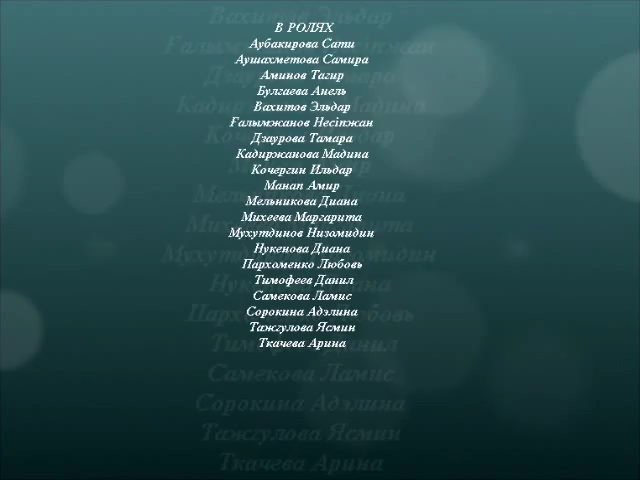 В РОЛЯХ
Аубакирова Сати
Аушахметова Самира
Аминов Тагир
Булгаева Анель
Вахитов Эльдар
Ғалымжанов Несіпжан
Дзаурова Тамара
Кадиржанова Мадина
Кочергин Ильдар
Манап Амир
Мельникова Диана
Михеева Маргарита
Мухутдинов Низомидин
Нукенова Диана
Пархоменко Любовь
Тимофеев Данил
Самекова Ламис
Сорокина Адэлина
Тажгулова Ясмин
Ткачева Арина